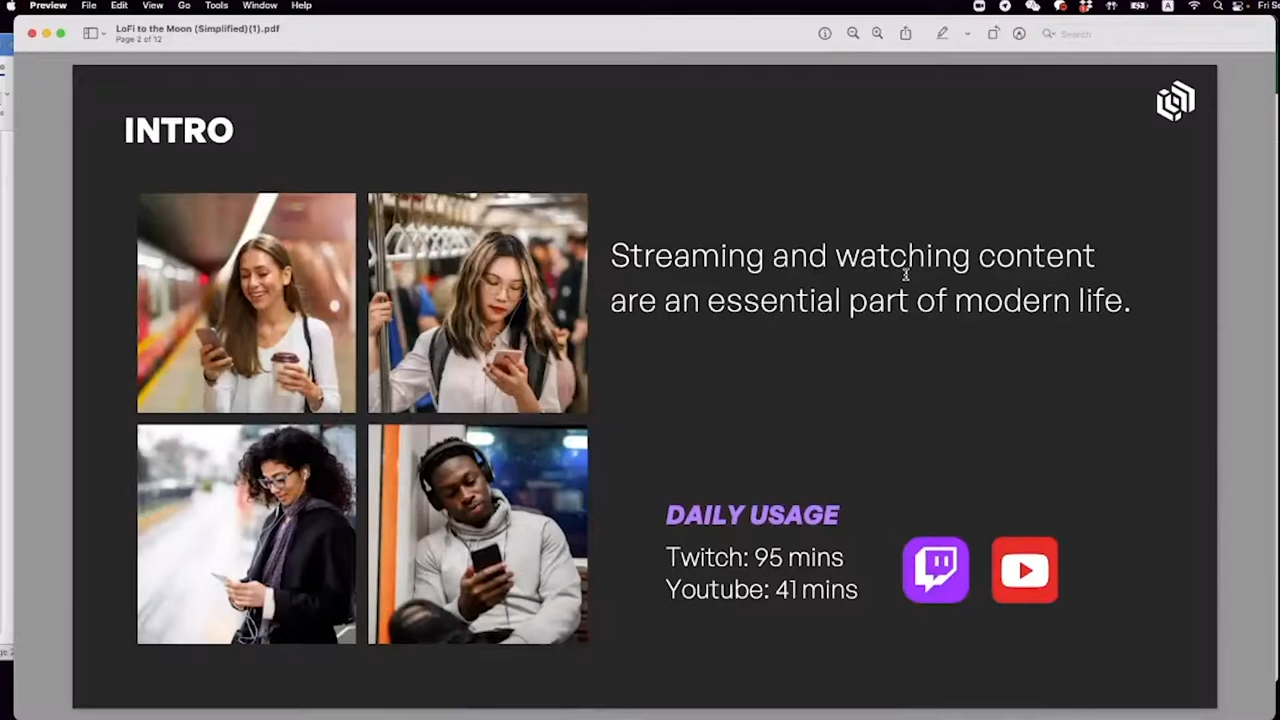 Preview File Edit View Go Tools Window Help
LoFi to the Moon (Simplified)(1).pdf
Page 2 of 12
Search
INTRO
Streaming and watching content
are an essential part of modern life.
DAILY USAGE
Twitch: 95 mins
Youtube: 41 mins